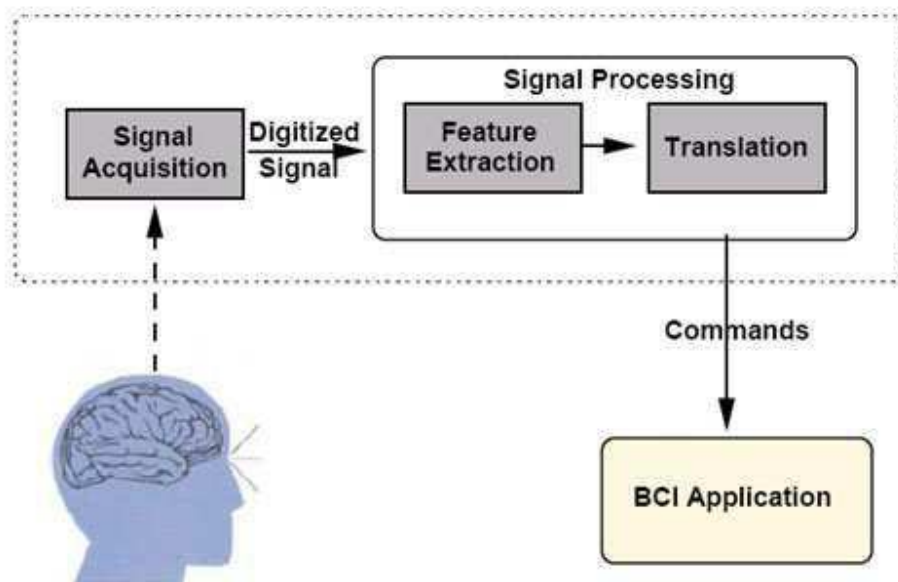 Signal Processing
Signal
Acquisition
Digitized
Signal
Feature
Extraction
Translation
Commands
BCI Application